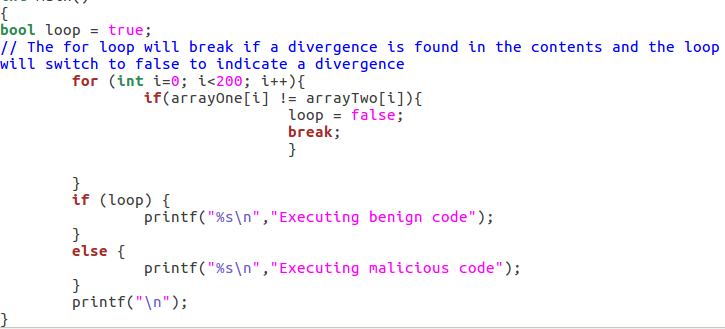 {
bool loop = true;
// The for loop will break if a divergence is found in the contents and the loop
will switch to false to indicate a divergence
for (int i=0; i<200; i++){
if(arrayOne[i] != arrayTwo[i]){
loop = false;
break;
}
}
if (loop) {
printf("%s\n","Executing benign code");
}
else {
printf("%s\n","Executing malicious code");
}
printf("\n");
}